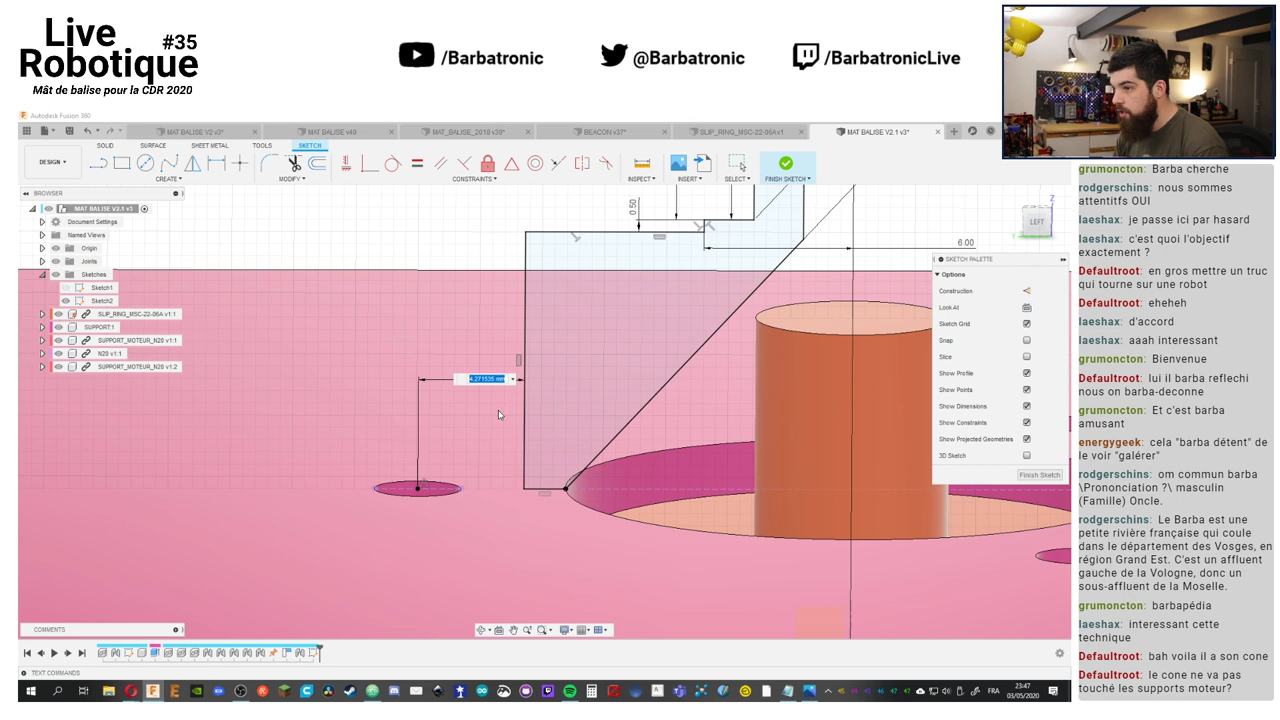 Live
Robotique #35
Mât de balise pour la CDR 2020
/Barbatronic
@Barbatronic
/BarbatronicLive
Autodesk Fusion 360
MAT BALISE V2 v3*
MAT BALISE v40
MAT_BALISE_2018 v39*
BEACON v37*
SLIP_RING_MSC-22-06A v1
MAT BALISE V2.1 v3*
SOLID
SURFACE
SHEET METAL
TOOLS
SKETCH
DESIGN
CREATE
MODIFY
CONSTRAINTS
INSPECT
INSERT
SELECT
FINISH SKETCH
BROWSER
MAT BALISE V2.1 v3
Document Settings
Named Views
Origin
Joints
Sketches
Sketch1
Sketch2
SLIP_RING_MSC-22-06A v1:1
SUPPORT:1
SUPPORT_MOTEUR_N20 v1:1
N20 v1:1
SUPPORT_MOTEUR_N20 v1:2
0.50
6.00
4.271535 mm
LEFT
Z
SKETCH PALETTE
Options
Construction
Look At
Sketch Grid
Snap
Slice
Show Profile
Show Points
Show Dimensions
Show Constraints
Show Projected Geometries
3D Sketch
Finish Sketch
COMMENTS
TEXT COMMANDS
FRA
23:47
03/05/2020
grumoncton: Barba cherche
rodgerschins: nous sommes
attentitfs OUI
laeshax: je passe ici par hasard
laeshax: c'est quoi l'objectif
exactement ?
Defaultroot: en gros mettre un truc
qui tourne sur une robot
Defaultroot: eheheh
laeshax: d'accord
laeshax: aaah interessant
grumoncton: Bienvenue
Defaultroot: lui il barba reflechi
nous on barba-deconne
grumoncton: Et c'est barba
amusant
energygeek: cela "barba détent" de
le voir "galérer"
rodgerschins: om commun barba
\Prononciation ?\ masculin
(Famille) Oncle.
rodgerschins: Le Barba est une
petite rivière française qui coule
dans le département des Vosges, en
région Grand Est. C'est un affluent
gauche de la Vologne, donc un
sous-affluent de la Moselle.
grumoncton: barbapédia
laeshax: interessant cette
technique
Defaultroot: bah voila il a son cone
Defaultroot: le cone ne va pas
touché les supports moteur?